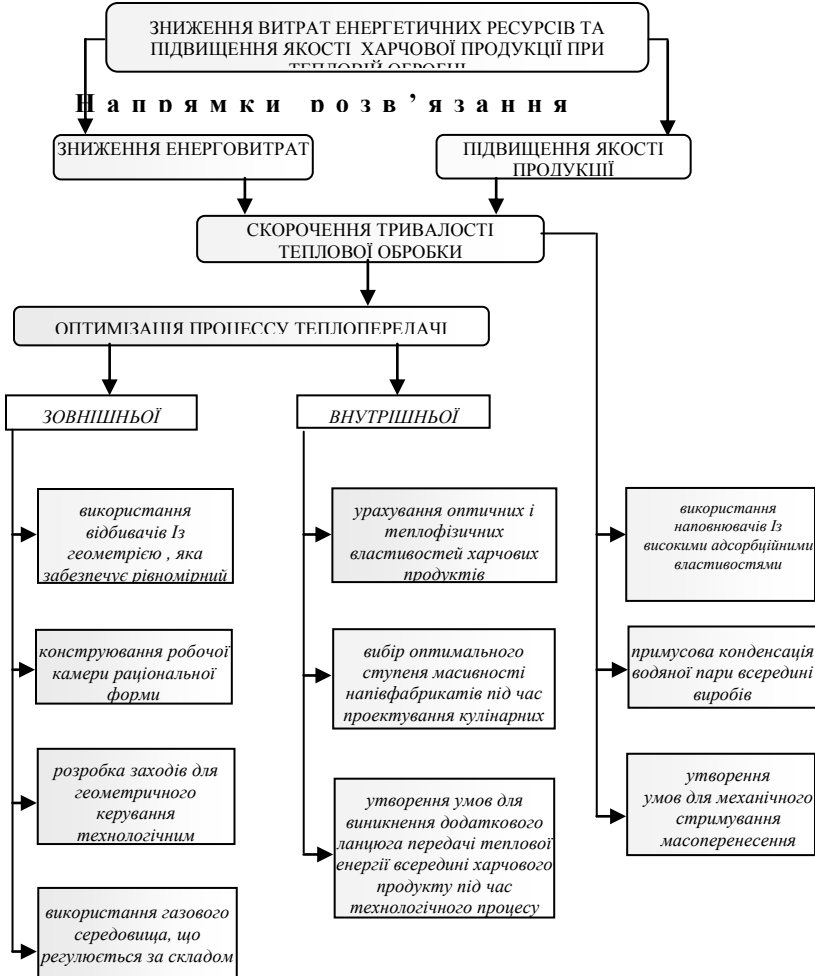 ЗНИЖЕННЯ ВИТРАТ ЕНЕРГЕТИЧНИХ РЕСУРСІВ ТА
ПІДВИЩЕННЯ ЯКОСТІ ХАРЧОВОЇ ПРОДУКЦІЇ ПРИ
ТЕПЛОВІЙ ОБРОБЦІ
Напрямки розв’язання
ЗНИЖЕННЯ ЕНЕРГОВИТРАТ
ПІДВИЩЕННЯ ЯКОСТІ
ПРОДУКЦІЇ
СКОРОЧЕННЯ ТРИВАЛОСТІ
ТЕПЛОВОЇ ОБРОБКИ
ОПТИМІЗАЦІЯ ПРОЦЕССУ ТЕПЛОПЕРЕДАЧІ
ЗОВНІШНЬОЇ
ВНУТРІШНЬОЇ
використання
відбивачів Із
геометрією , яка
забезпечує рівномірний
конструювання робочої
камери раціональної
форми
розробка заходів для
геометричного
керування
технологічним
використання газового
середовища, що
регулюється за складом
урахування оптичних і
теплофізичних
властивостей харчових
продуктів
вибір оптимального
ступеня масивності
напівфабрикатів під час
проектування кулінарних
утворення умов для
виникнення додаткового
ланцюга передачі теплової
енергії всередині харчового
продукту під час
технологічного процесу
використання
наповнювачів Із
високими адсорбційними
властивостями
примусова конденсація
водяної пари всередині
виробів
утворення
умов для механічного
стримування
масоперенесення